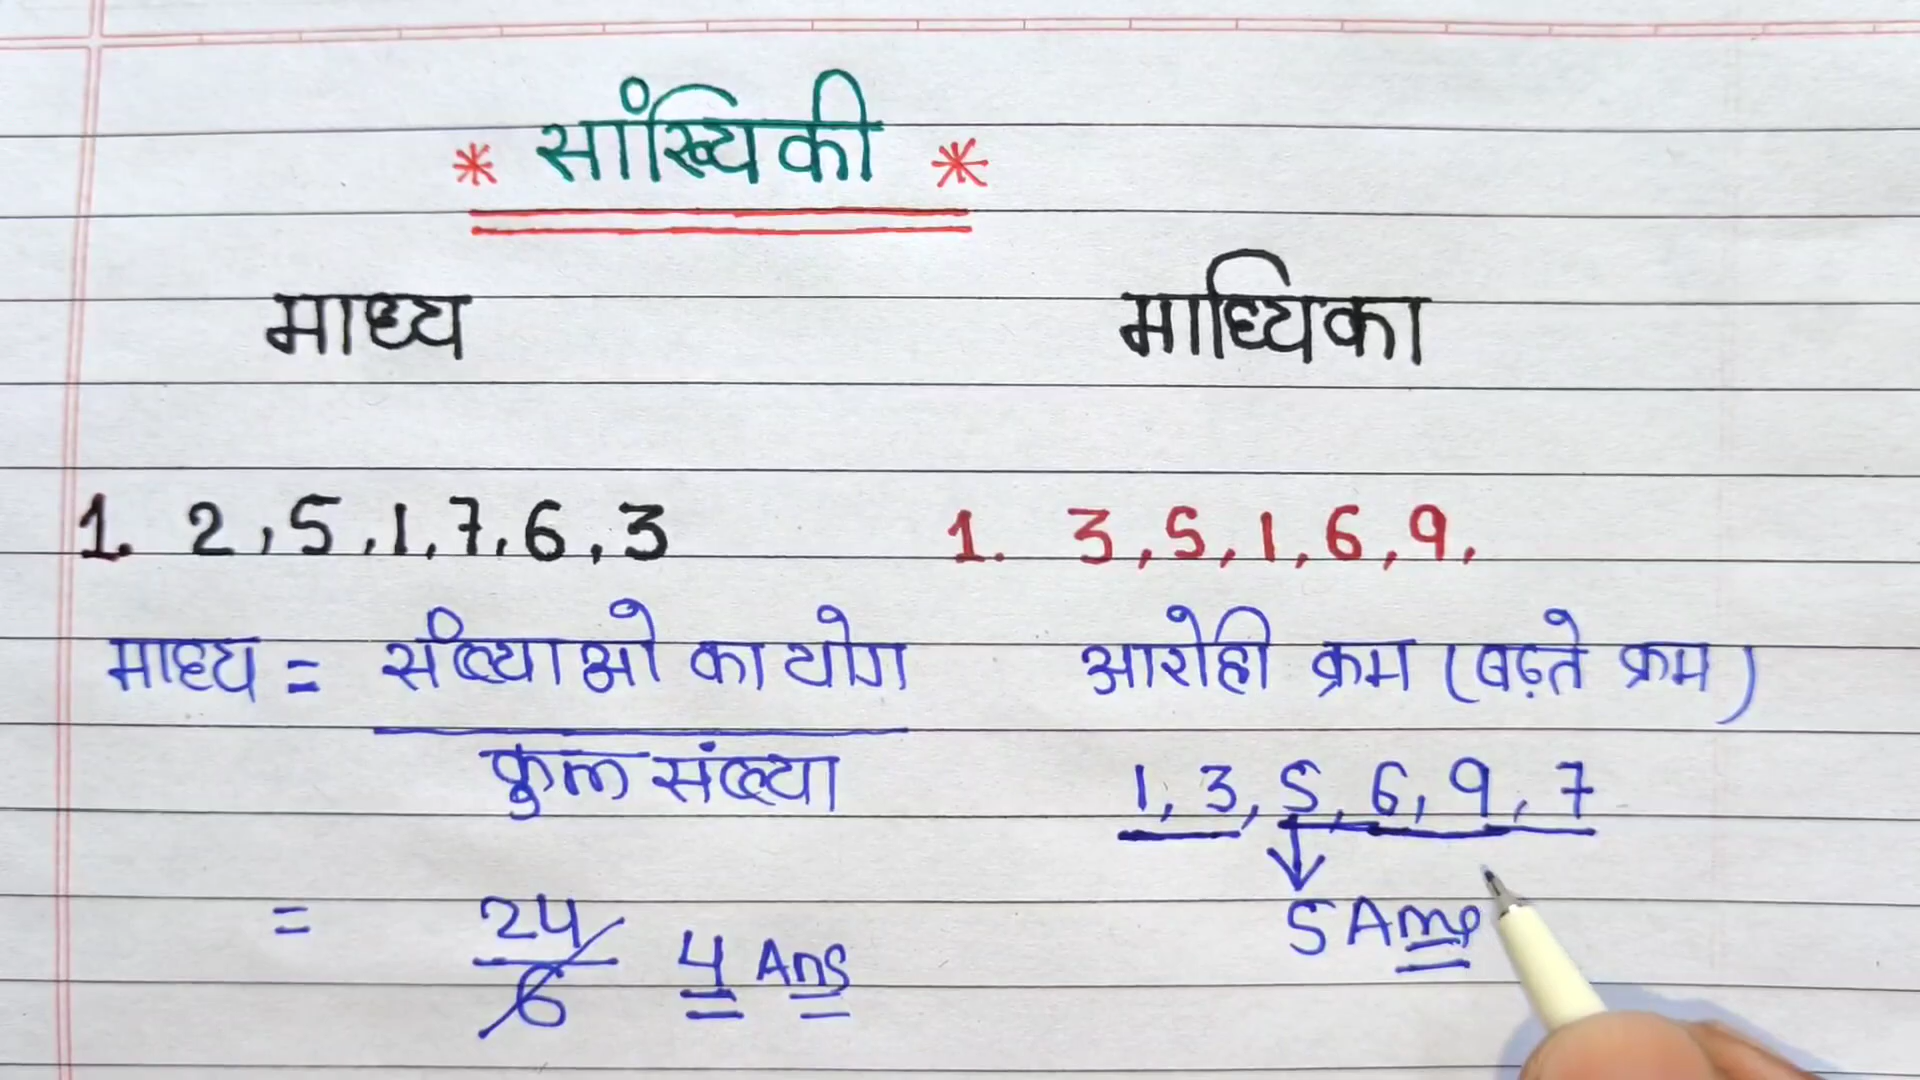 * सांख्यिकी *
माध्य
माध्यिका
1. 2, 5, 1, 7, 6, 3
माध्य = संख्याओ का योग
कुल संख्या
= 24
6
4 Ans
1. 3, 5, 1, 6, 9,
आरोही क्रम (बढ़ते क्रम)
1, 3, 5, 6, 9, 7
5 Ans